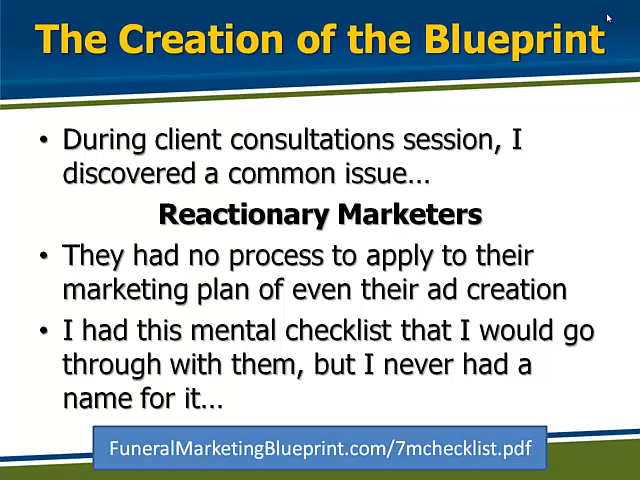 The Creation of the Blueprint
• During client consultations session, I
discovered a common issue...
Reactionary Marketers
• They had no process to apply to their
marketing plan of even their ad creation
• I had this mental checklist that I would go
through with them, but I never had a
name for it...
FuneralMarketingBlueprint.com/7mchecklist.pdf